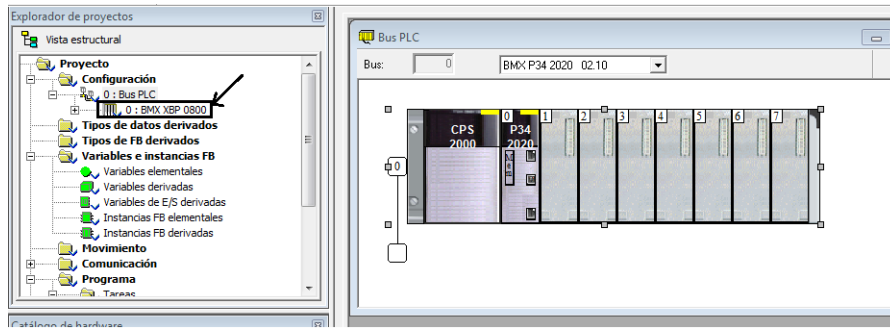 Explorador de proyectos
Vista estructural
Proyecto
Configuración
0 : Bus PLC
0 : BMX XBP 0800
Tipos de datos derivados
Tipos de FB derivados
Variables e instancias FB
Variables elementales
Variables derivadas
Variables de E/S derivadas
Instancias FB elementales
Instancias FB derivadas
Movimiento
Comunicación
Programa
Tareas
Catálogo de hardware
Bus PLC
Bus: 0 BMX P34 2020 02.10
0 1 2 3 4 5 6 7
CPS P34
2000 2020
0